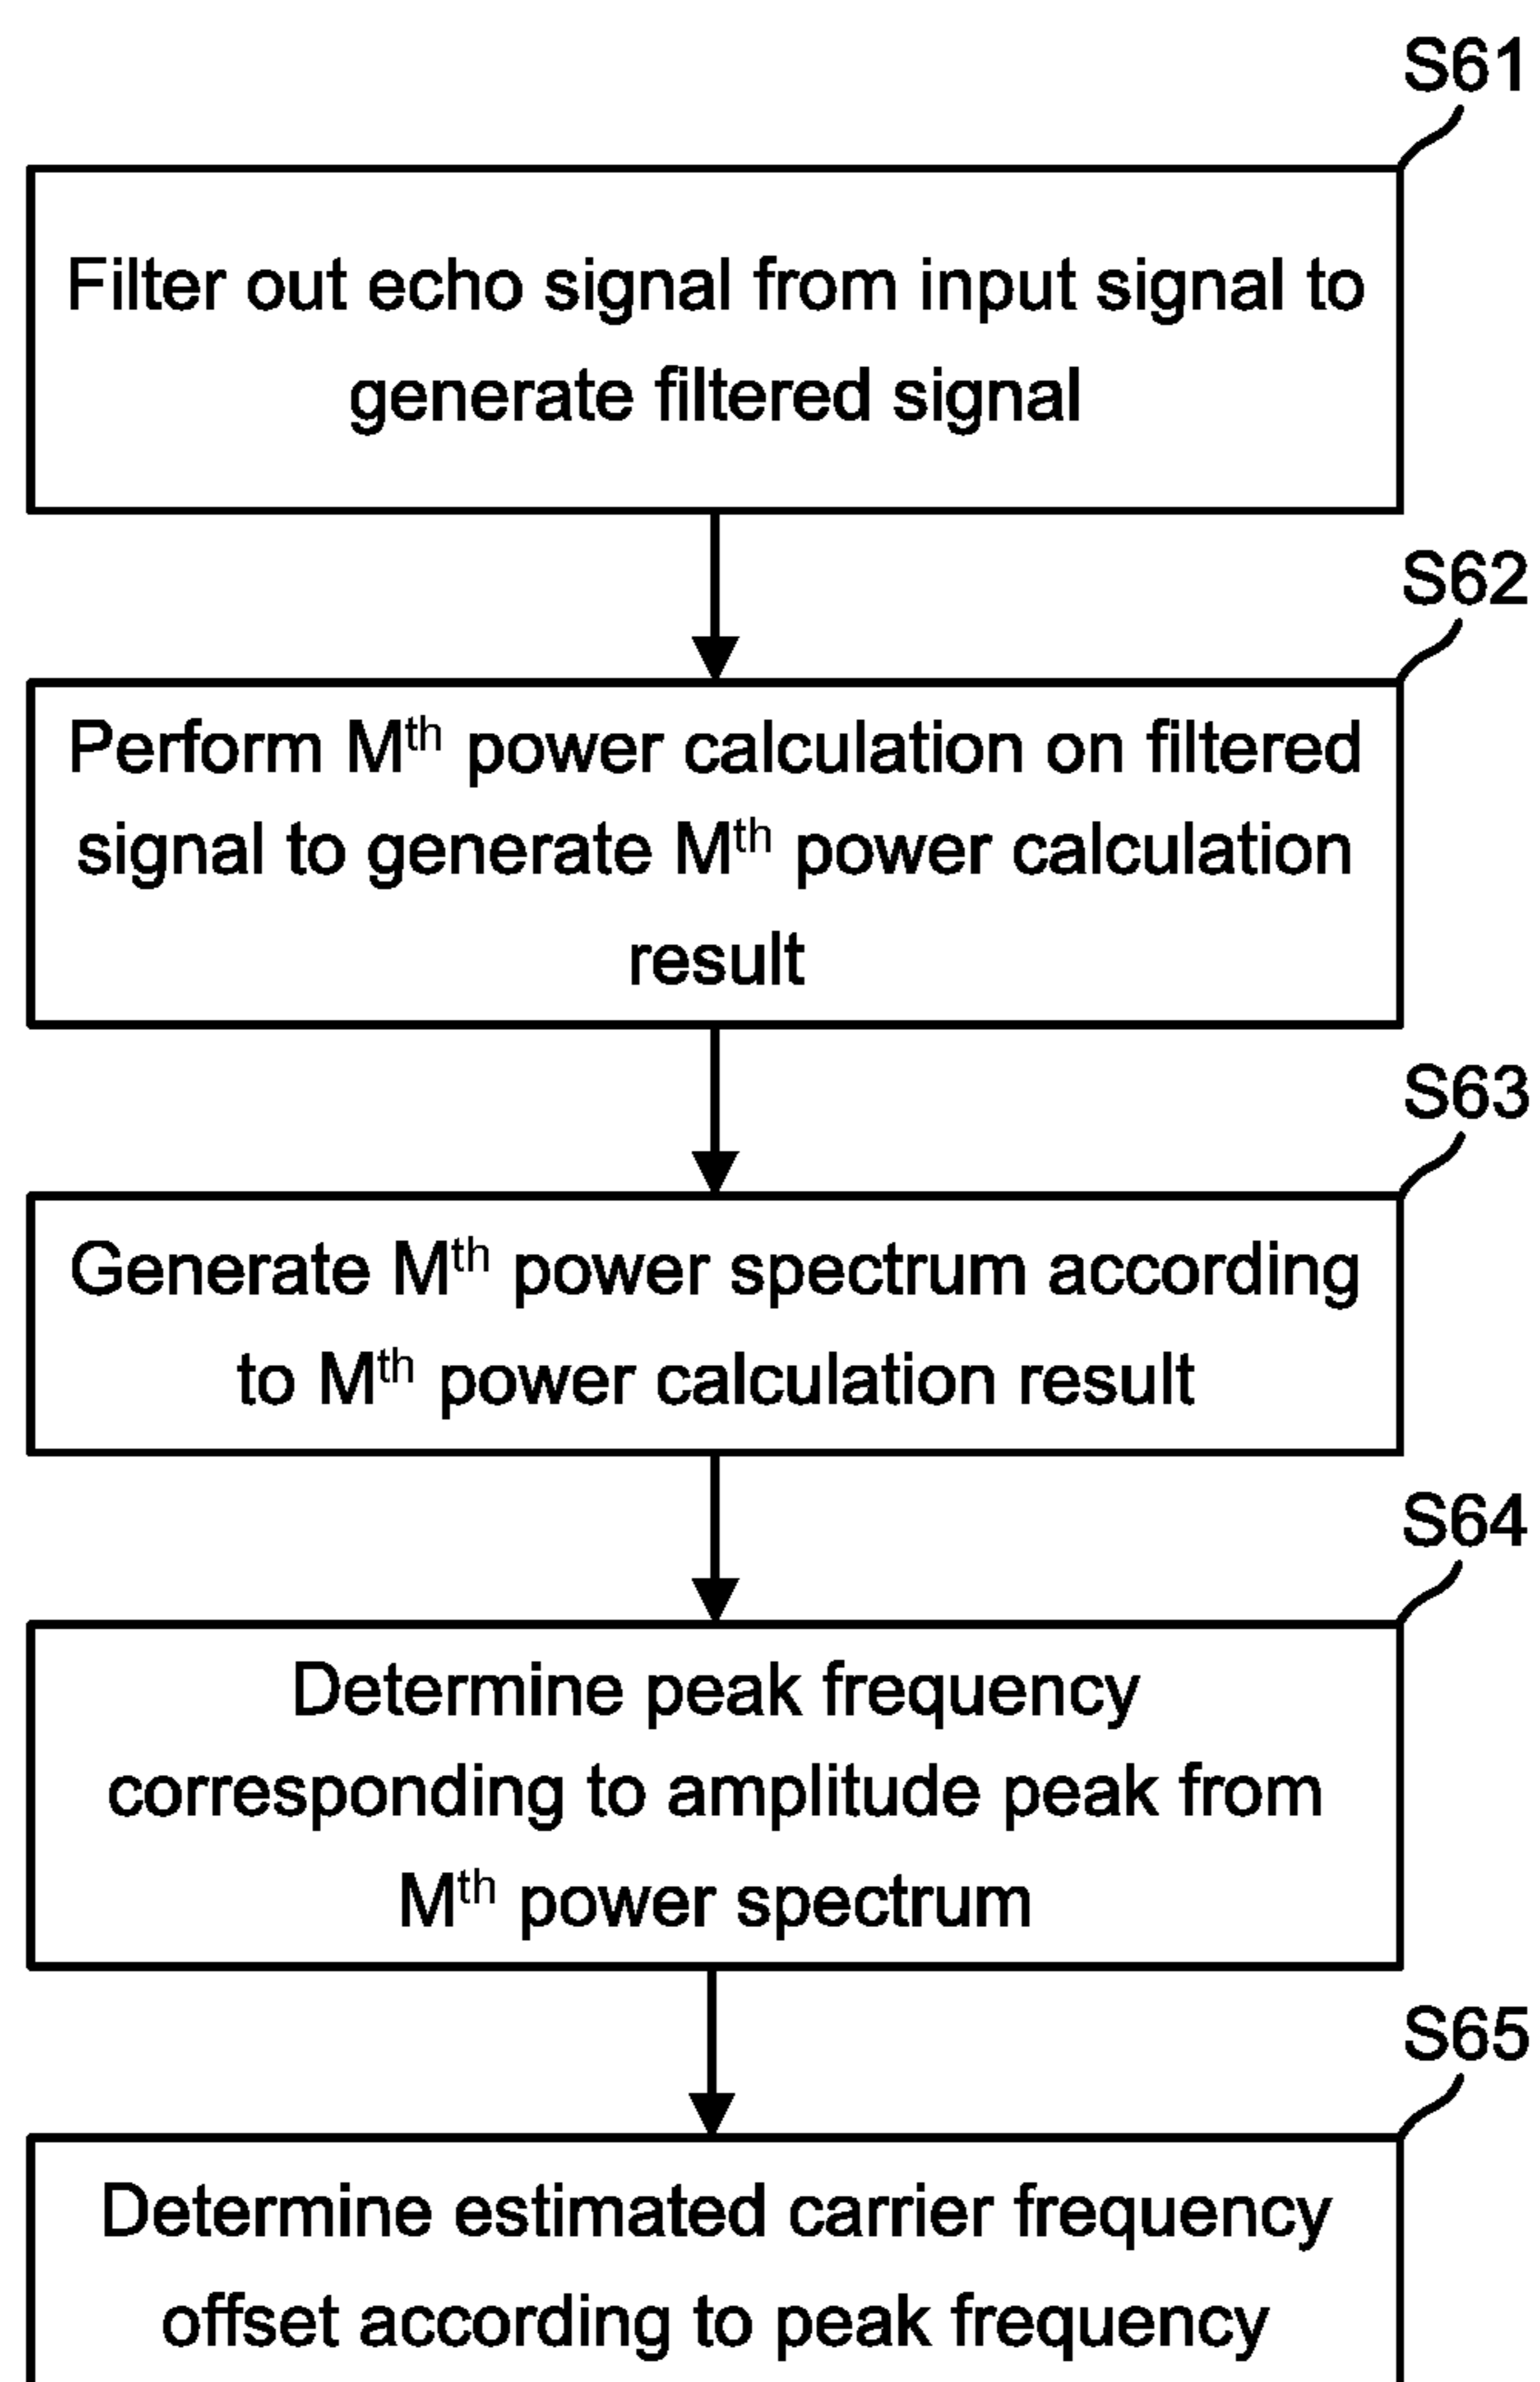 S61
Filter out echo signal from input signal to
generate filtered signal
S62
Perform Mth power calculation on filtered
signal to generate Mth power calculation
result
S63
Generate Mth power spectrum according
to Mth power calculation result
S64
Determine peak frequency
corresponding to amplitude peak from
Mth power spectrum
S65
Determine estimated carrier frequency
offset according to peak frequency